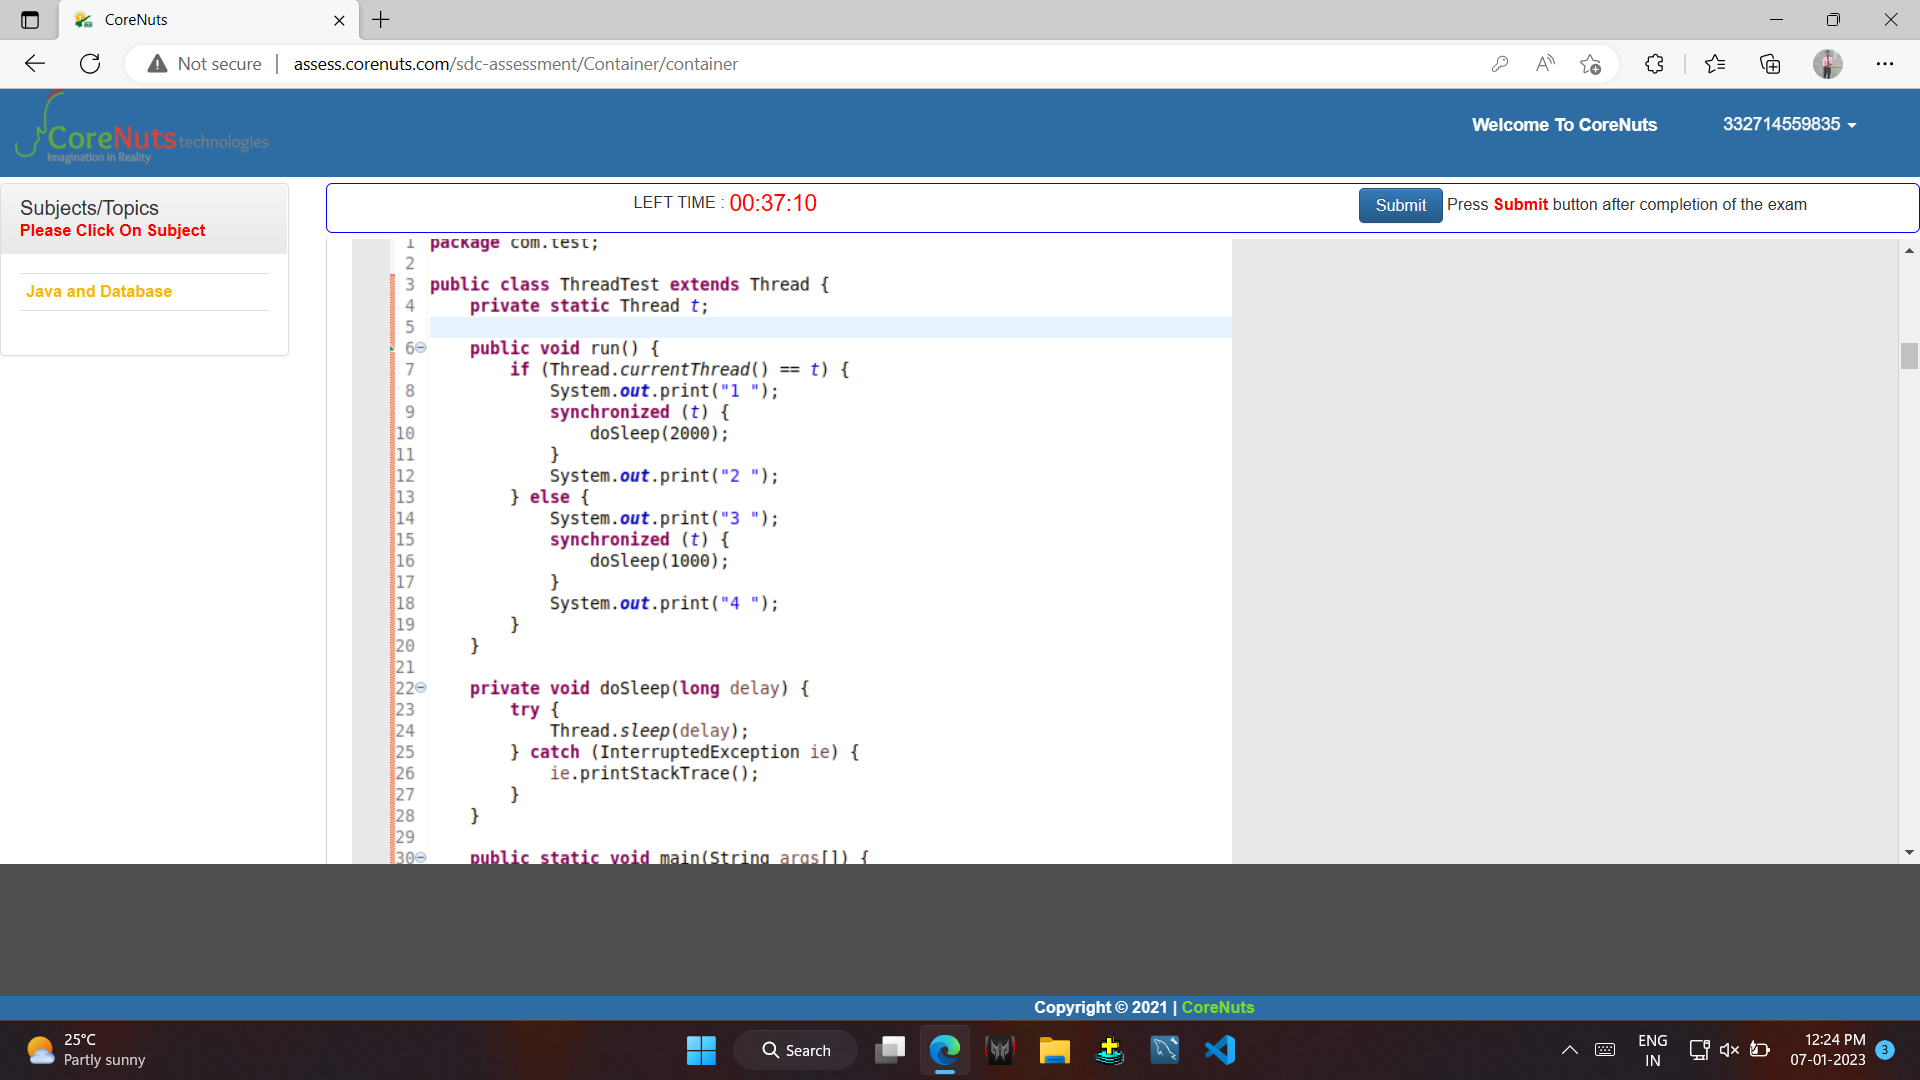 CoreNuts
Not secure
assess.corenuts.com/sdc-assessment/Container/container
CoreNuts technologies
Imagination in Reality
Welcome To CoreNuts
332714559835
Subjects/Topics
Please Click On Subject
Java and Database
LEFT TIME : 00:37:10
Submit Press Submit button after completion of the exam
1 package com.test;
2
3 public class ThreadTest extends Thread {
4 private static Thread t;
5
6 public void run() {
7 if (Thread.currentThread() == t) {
8 System.out.print("1 ");
9 synchronized (t) {
10 doSleep(2000);
11 }
12 System.out.print("2 ");
13 } else {
14 System.out.print("3 ");
15 synchronized (t) {
16 doSleep(1000);
17 }
18 System.out.print("4 ");
19 }
20 }
21
22 private void doSleep(long delay) {
23 try {
24 Thread.sleep(delay);
25 } catch (InterruptedException ie) {
26 ie.printStackTrace();
27 }
28 }
29
30 public static void main(String args[]) {
Copyright © 2021 | CoreNuts
25°C
Partly sunny
Search
ENG
IN
12:24 PM
07-01-2023
3